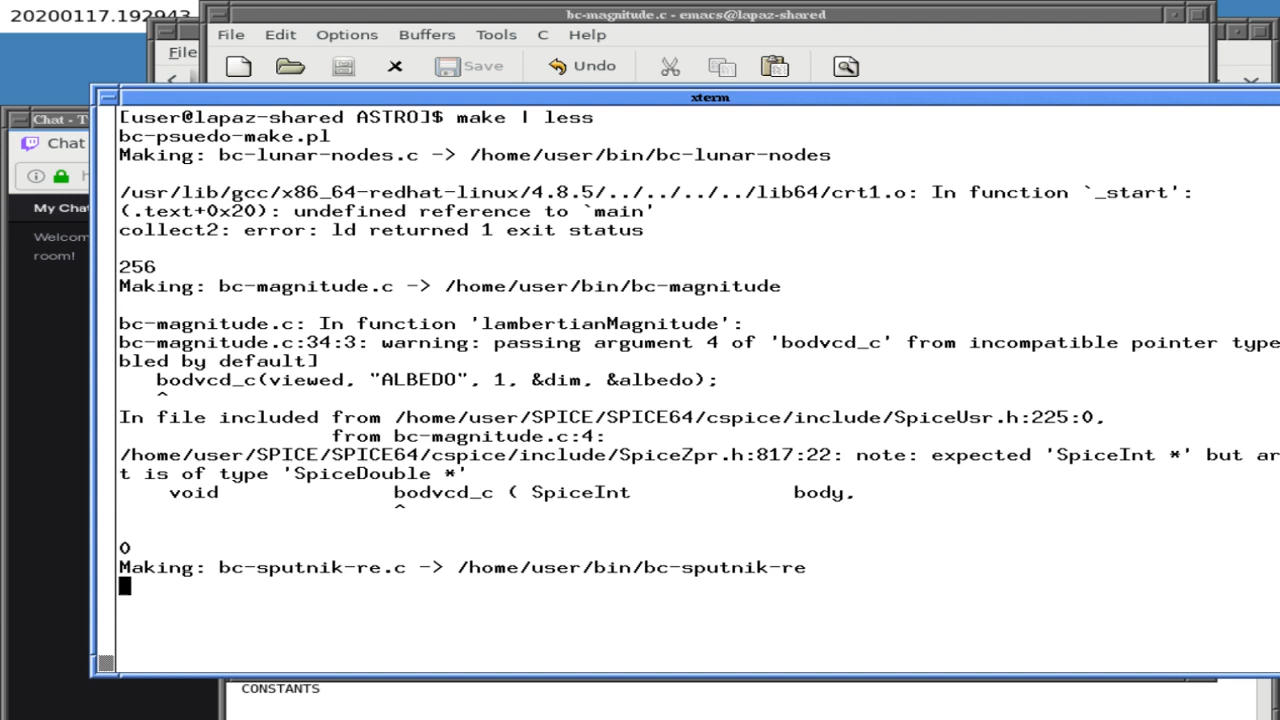 20200117.192943
bc-magnitude.c - emacs@lapaz-shared
File Edit Options Buffers Tools C Help
File
Save Undo
xterm
Chat - T
Chat
My Chat
Welcom
room!
[user@lapaz-shared ASTRO]$ make | less
bc-psuedo-make.pl
Making: bc-lunar-nodes.c -> /home/user/bin/bc-lunar-nodes
/usr/lib/gcc/x86_64-redhat-linux/4.8.5/../../../../lib64/crt1.o: In function `_start':
(.text+0x20): undefined reference to `main'
collect2: error: ld returned 1 exit status
256
Making: bc-magnitude.c -> /home/user/bin/bc-magnitude
bc-magnitude.c: In function 'lambertianMagnitude':
bc-magnitude.c:34:3: warning: passing argument 4 of 'bodvcd_c' from incompatible pointer type
bled by default]
bodvcd_c(viewed, "ALBEDO", 1, &dim, &albedo);
^
In file included from /home/user/SPICE/SPICE64/cspice/include/SpiceUsr.h:225:0,
from bc-magnitude.c:4:
/home/user/SPICE/SPICE64/cspice/include/SpiceZpr.h:817:22: note: expected 'SpiceInt *' but ar
t is of type 'SpiceDouble *'
void bodvcd_c ( SpiceInt body,
^
0
Making: bc-sputnik-re.c -> /home/user/bin/bc-sputnik-re
CONSTANTS